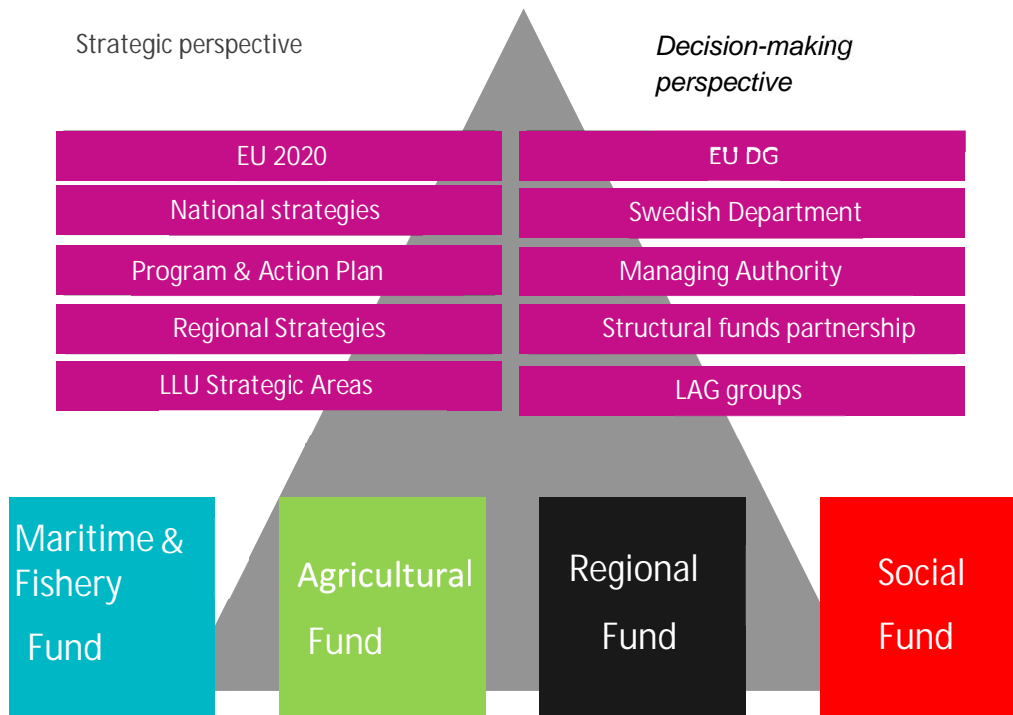 Strategic perspective
Decision-making
perspective
EU 2020
EU DG
National strategies
Swedish Department
Program & Action Plan
Managing Authority
Regional Strategies
Structural funds partnership
LLU Strategic Areas
LAG groups
Maritime &
Fishery
Fund
Agricultural
Fund
Regional
Fund
Social
Fund